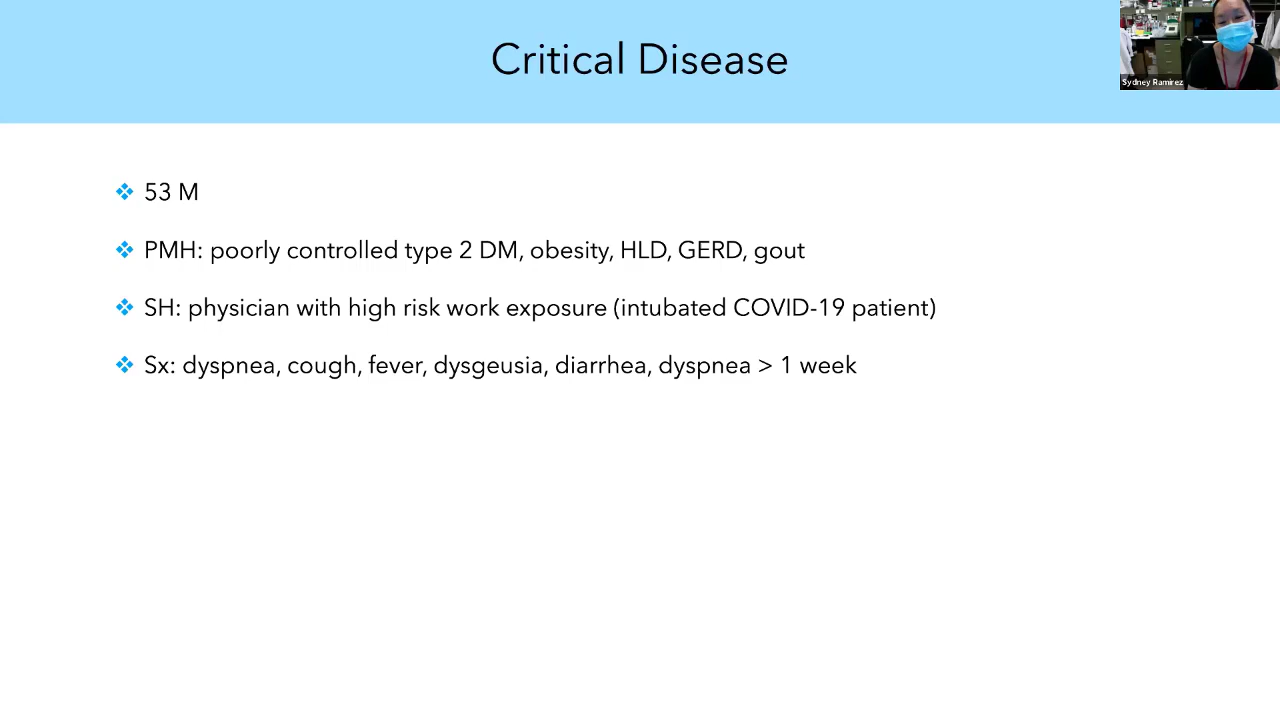 Critical Disease
Sydney Ramirez
53 M
PMH: poorly controlled type 2 DM, obesity, HLD, GERD, gout
SH: physician with high risk work exposure (intubated COVID-19 patient)
Sx: dyspnea, cough, fever, dysgeusia, diarrhea, dyspnea > 1 week